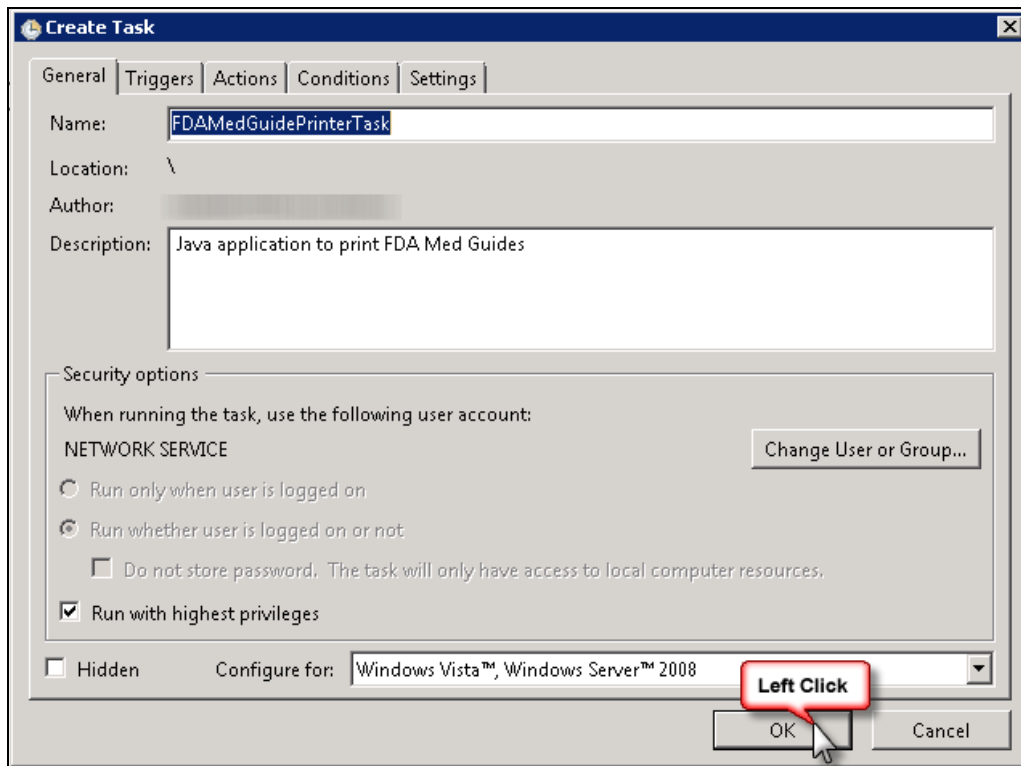 Create Task
General Triggers Actions Conditions Settings
Name: FDAMedGuidePrinterTask
Location: \
Author:
Description: Java application to print FDA Med Guides
Security options
When running the task, use the following user account:
NETWORK SERVICE Change User or Group...
Run only when user is logged on
Run whether user is logged on or not
Do not store password. The task will only have access to local computer resources.
Run with highest privileges
Hidden Configure for: Windows Vista™, Windows Server™ 2008
Left Click
OK Cancel